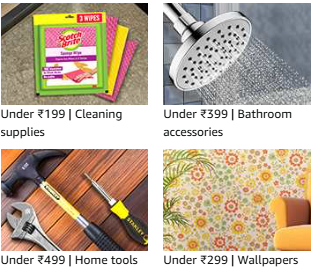 3 WIPES
Scotch
Brite
Sponge Wipe
Under ₹199 | Cleaning
supplies
Under ₹399 | Bathroom
accessories
STANLEY
Under ₹499 | Home tools
Under ₹299 | Wallpapers